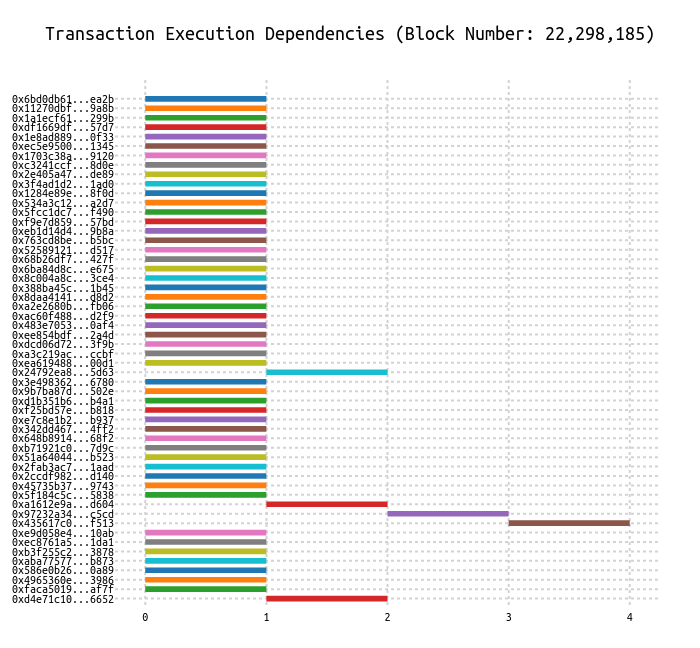 Transaction Execution Dependencies (Block Number: 22,298,185)
0x6bd0db61...ea2b
0x11270dbf...9a8b
0x1a1ecf61...299b
0xdf1669df...57d7
0x1e8ad889...0f33
0xec5e9500...1345
0x1703c38a...9120
0xc3241ccf...8d0e
0x2e405a47...de89
0x3f4ad1d2...1ad0
0x1284e89e...8f0d
0x534a3c12...a2d7
0x5fcc1dc7...f490
0xf9e7d859...57bd
0xeb1d14d4...9b8a
0x763cd8be...b5bc
0x52589121...d517
0x68b26df7...427f
0x6ba84d8c...e675
0x8c004a8c...3ce4
0x388ba45c...1b45
0x8daa4141...d8d2
0xa2e2680b...fb06
0xac60f488...d2f9
0x483e7053...0af4
0xee854bdf...2a4d
0xdcd06d72...3f9b
0xa3c219ac...ccbf
0xea619488...00d1
0x24792ea8...5d63
0x3e498362...6780
0x9b7ba87d...502e
0xd1b351b6...b4a1
0xf25bd57e...b818
0xe7c8e1b2...b937
0x342dd467...4ff2
0x648b8914...68f2
0xb71921c0...7d9c
0x51a64044...b523
0x2fab3ac7...1aad
0x2ccdf982...d140
0x45735b37...9743
0x5f184c5c...5838
0xa1612e9a...d604
0x97232a34...c5cd
0x435617c0...f513
0xe9d058e4...10ab
0xec8761a5...1da1
0xb3f255c2...3878
0xaba77577...b873
0x586e0b26...0a89
0x4965360e...3986
0xfaca5019...af7f
0xd4e71c10...6652
0 1 2 3 4